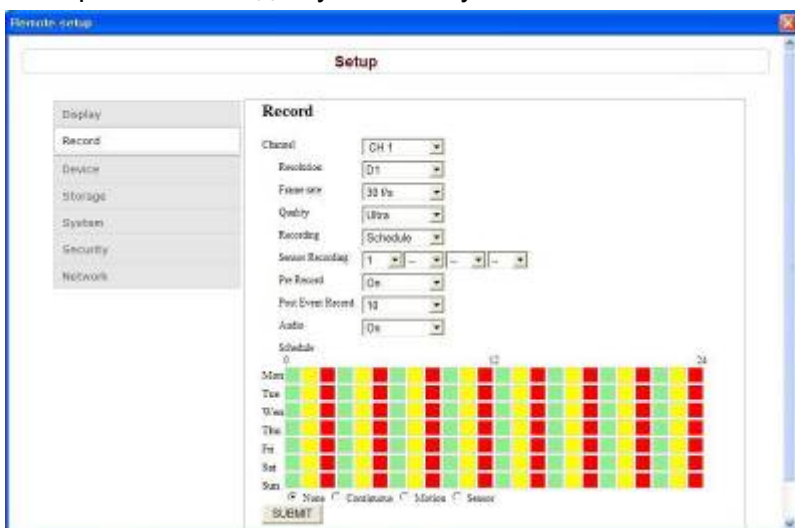 Remote setup
Setup
Display
Record
Device
Storage
System
Security
Network
Record
Channel CH 1
Resolution D1
Frame rate 30 f/s
Quality Ultra
Recording Schedule
Sensor Recording 1 -- -- --
Pre Record On
Post Event Record 10
Audio On
Schedule
0 12 24
Mon
Tue
Wed
Thu
Fri
Sat
Sun
None Continuous Motion Sensor
SUBMIT